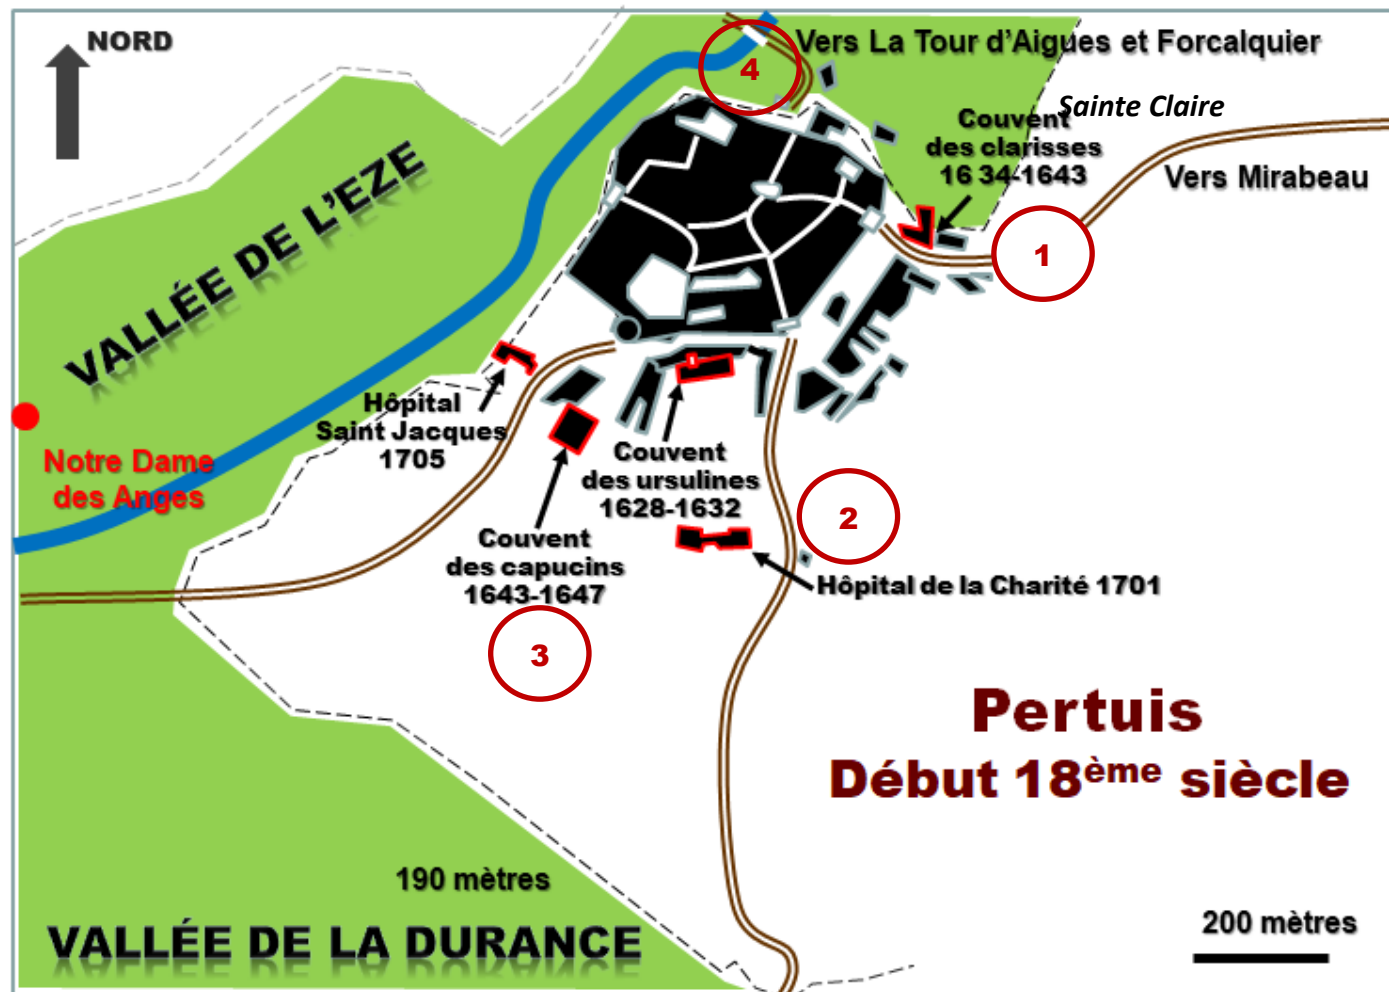 NORD
4
Vers La Tour d'Aigues et Forcalquier
Sainte Claire
Couvent
des clarisses
16 34-1643
Vers Mirabeau
1
VALLÉE DE L'EZE
Hôpital
Saint Jacques
1705
Notre Dame
des Anges
Couvent
des ursulines
1628-1632
2
Couvent
des capucins
1643-1647
Hôpital de la Charité 1701
3
Pertuis
Début 18ème siècle
190 mètres
VALLÉE DE LA DURANCE
200 mètres